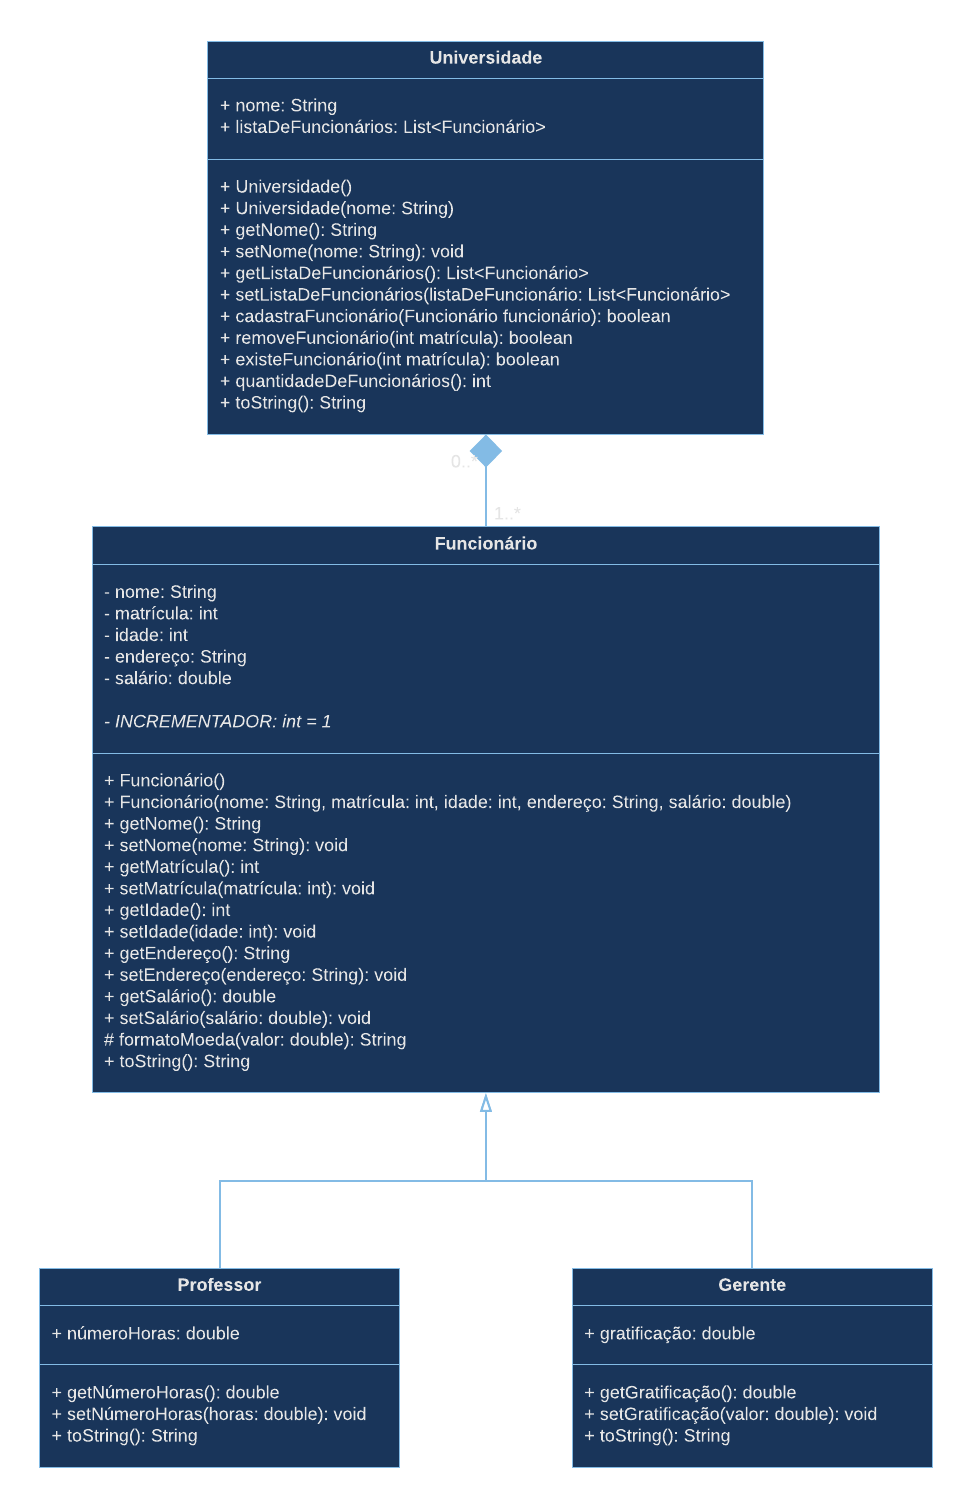 Universidade
+ nome: String
+ listaDeFuncionários: List<Funcionário>
+ Universidade()
+ Universidade(nome: String)
+ getNome(): String
+ setNome(nome: String): void
+ getListaDeFuncionários(): List<Funcionário>
+ setListaDeFuncionários(listaDeFuncionário: List<Funcionário>
+ cadastraFuncionário(Funcionário funcionário): boolean
+ removeFuncionário(int matrícula): boolean
+ existeFuncionário(int matrícula): boolean
+ quantidadeDeFuncionários(): int
+ toString(): String
0..*
1..*
Funcionário
- nome: String
- matrícula: int
- idade: int
- endereço: String
- salário: double
- INCREMENTADOR: int = 1
+ Funcionário()
+ Funcionário(nome: String, matrícula: int, idade: int, endereço: String, salário: double)
+ getNome(): String
+ setNome(nome: String): void
+ getMatrícula(): int
+ setMatrícula(matrícula: int): void
+ getIdade(): int
+ setIdade(idade: int): void
+ getEndereço(): String
+ setEndereço(endereço: String): void
+ getSalário(): double
+ setSalário(salário: double): void
# formatoMoeda(valor: double): String
+ toString(): String
Professor
+ númeroHoras: double
+ getNúmeroHoras(): double
+ setNúmeroHoras(horas: double): void
+ toString(): String
Gerente
+ gratificação: double
+ getGratificação(): double
+ setGratificação(valor: double): void
+ toString(): String